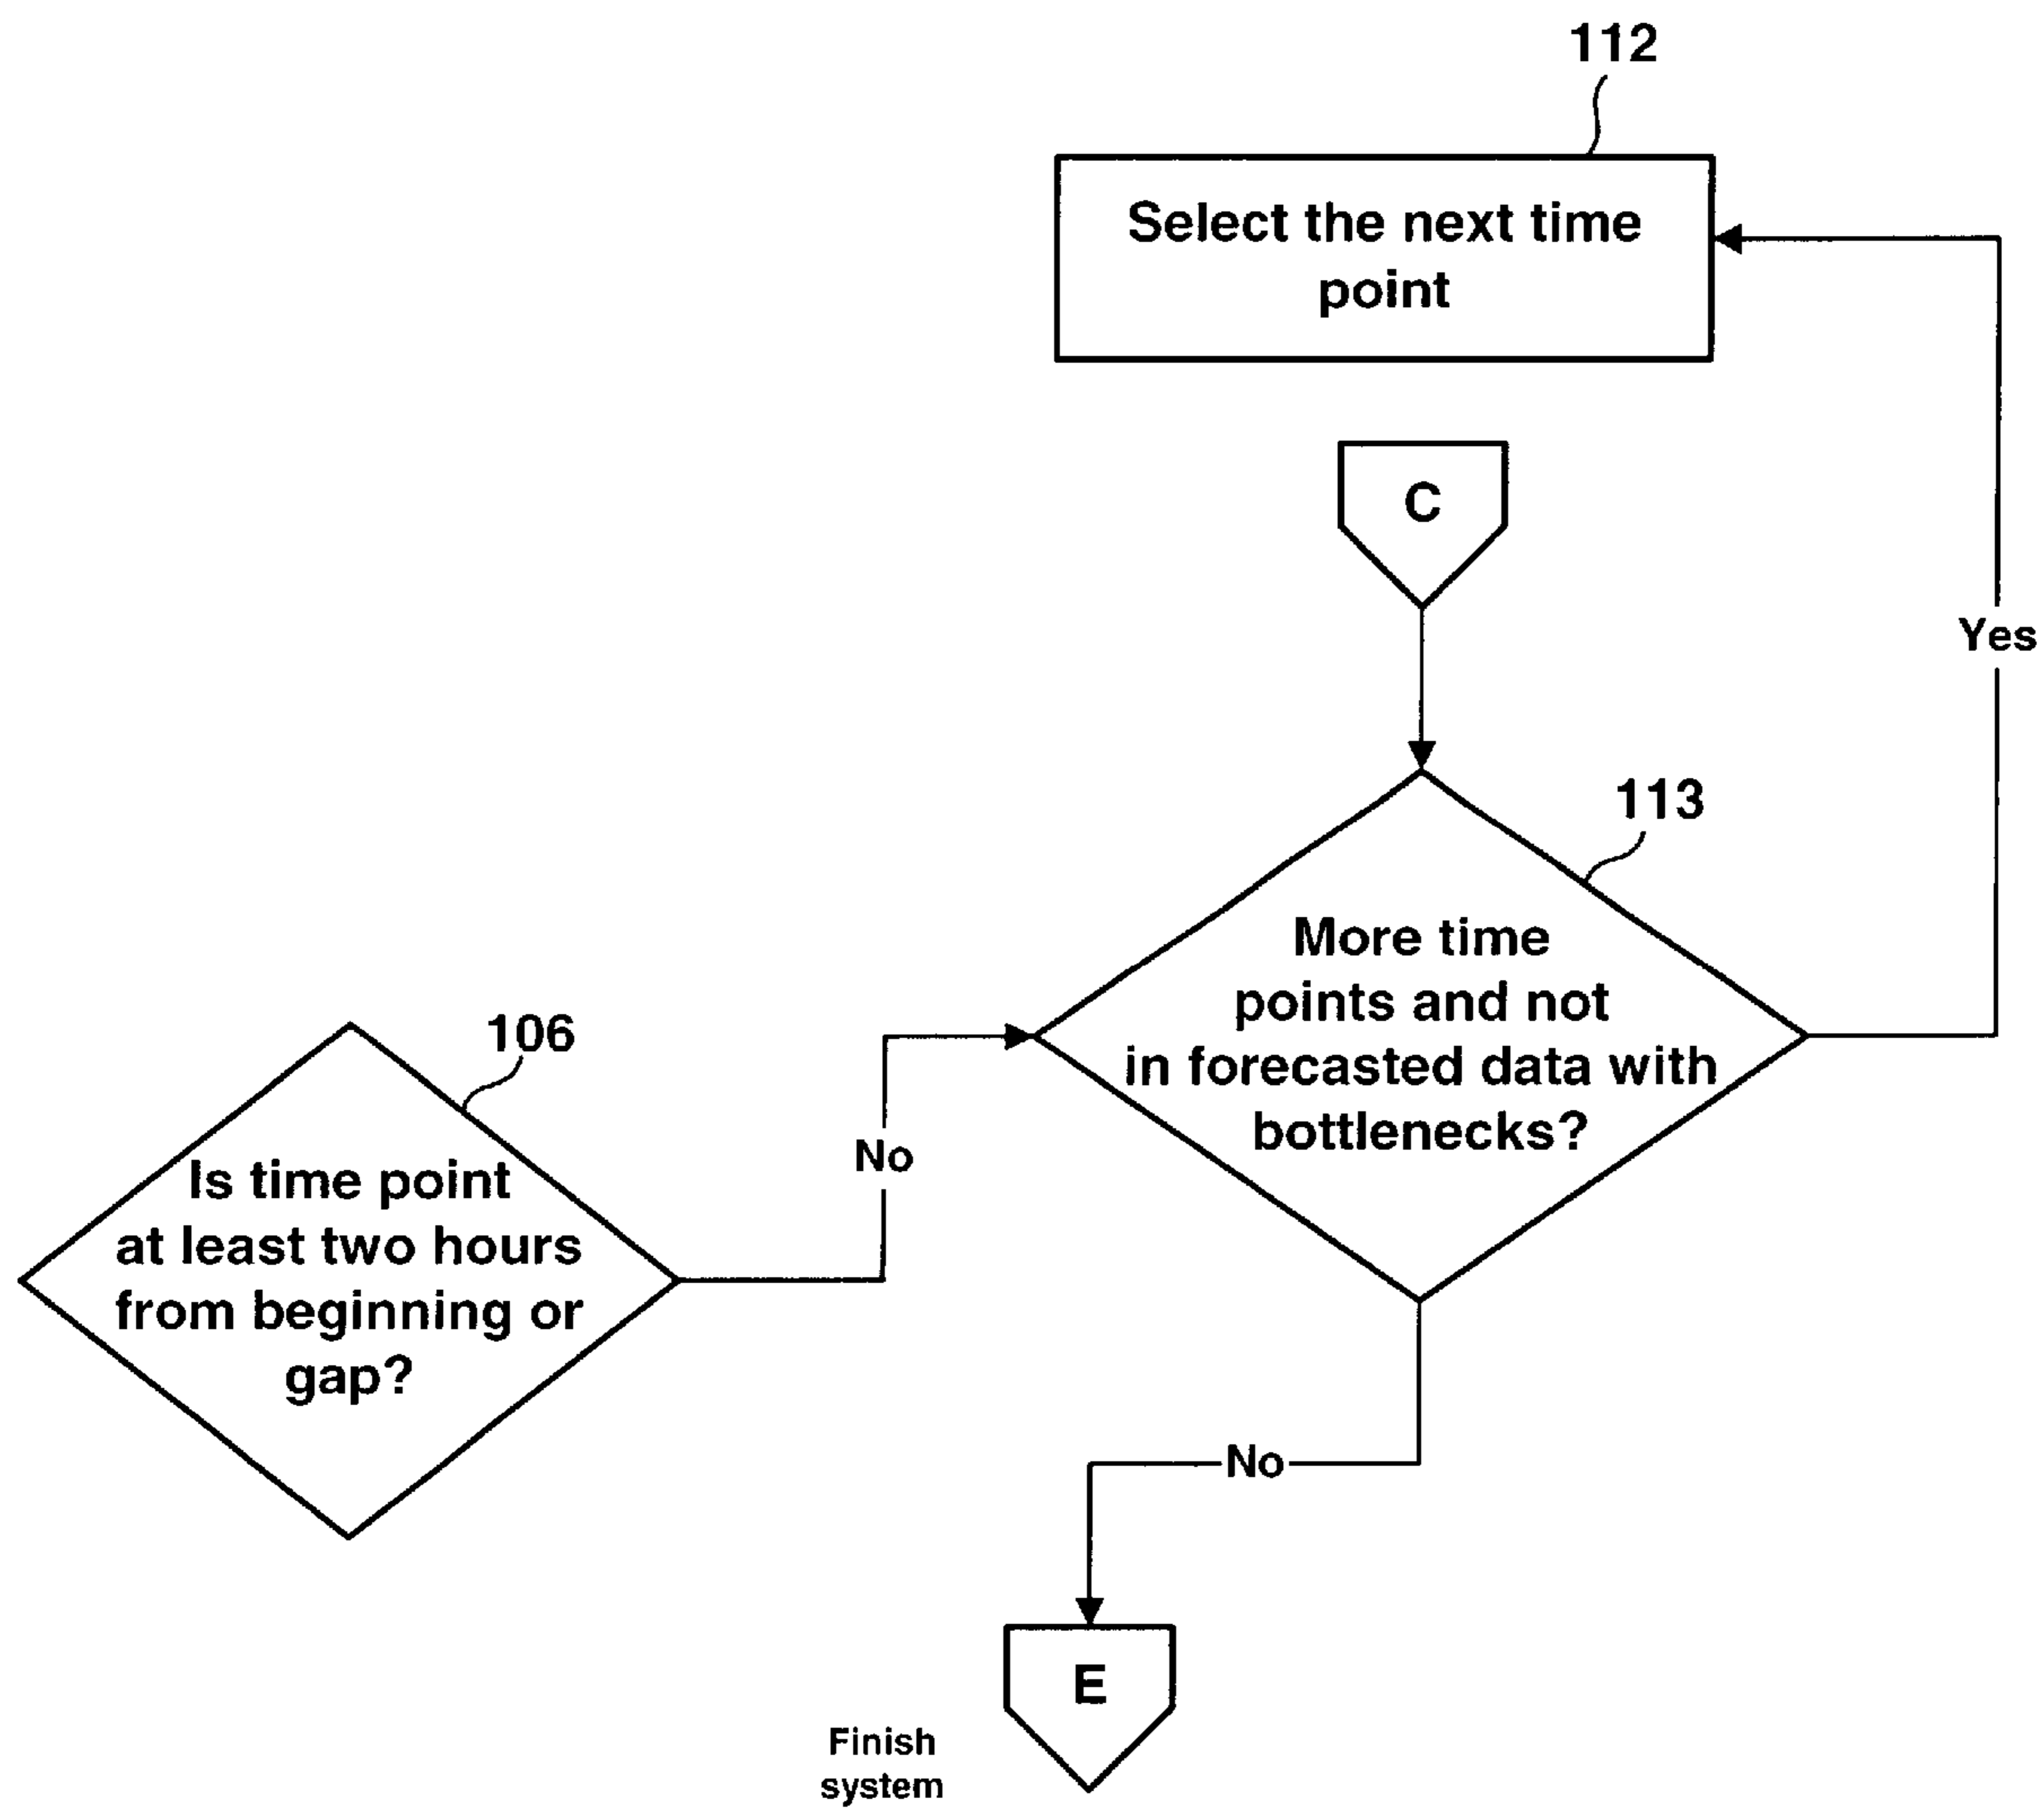 112
Select the next time
point
C
Yes
113
More time
points and not
in forecasted data with
bottlenecks?
106
Is time point
at least two hours
from beginning or
gap?
No
No
E
Finish
system